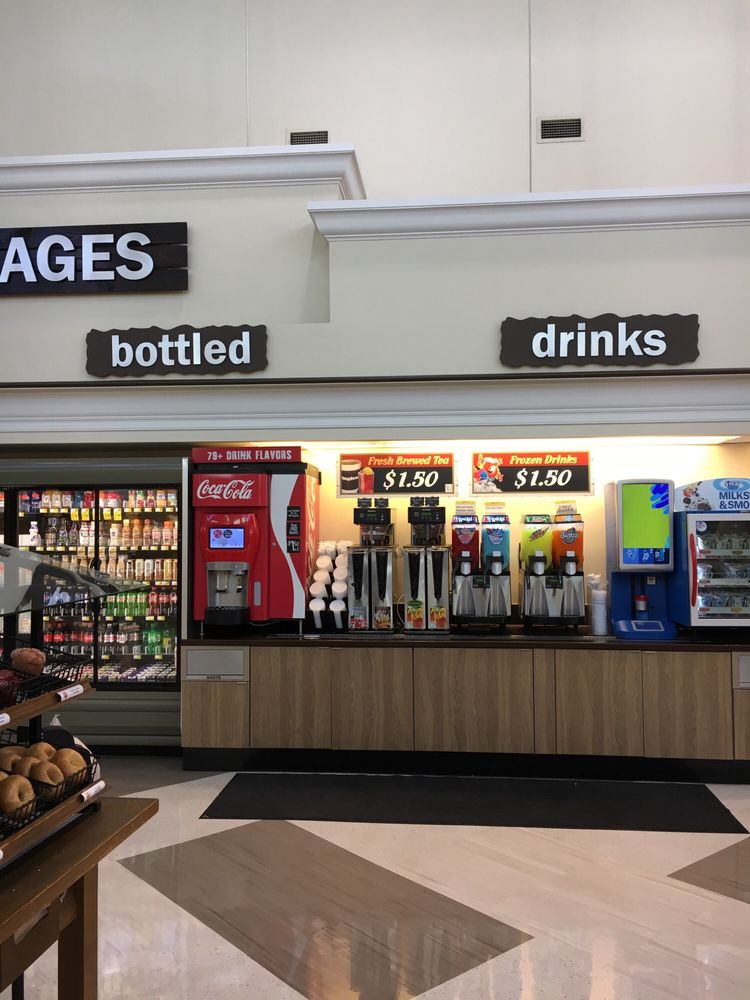 AGES
bottled
drinks
79+ DRINK FLAVORS
Coca-Cola
Fresh Brewed Tea
$1.50
Frozen Drinks
$1.50
MILKS
& SMO
WASTE